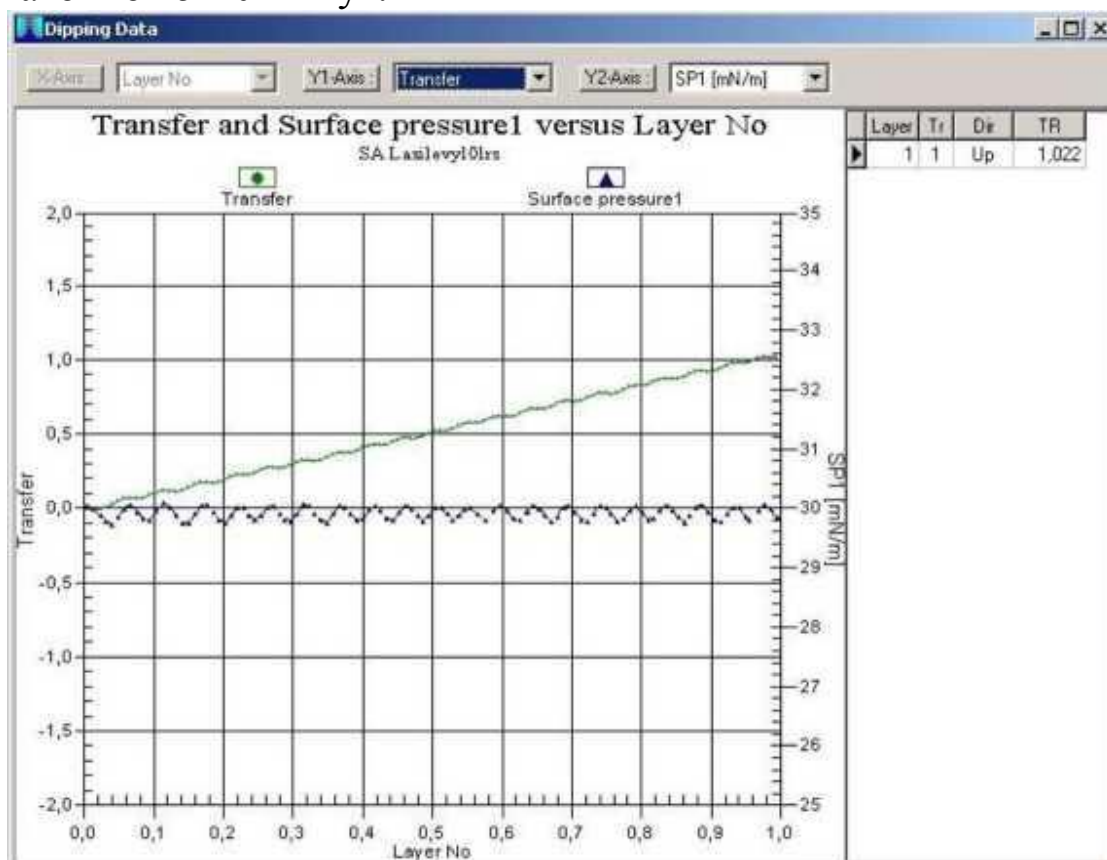 Dipping Data
X-Axis : Layer No Y1-Axis : Transfer Y2-Axis : SP1 [mN/m]
Transfer and Surface pressure1 versus Layer No
Transfer Surface pressure1
Layer Tr Dir TR
1 1 Up 1,022
2,0
1,5
1,0
0,5
0,0
-0,5
-1,0
-1,5
-2,0
Transfer
35
34
33
32
31
30
29
28
27
26
25
SP1 [mN/m]
0,0 0,1 0,2 0,3 0,4 0,5 0,6 0,7 0,8 0,9 1,0
Layer No